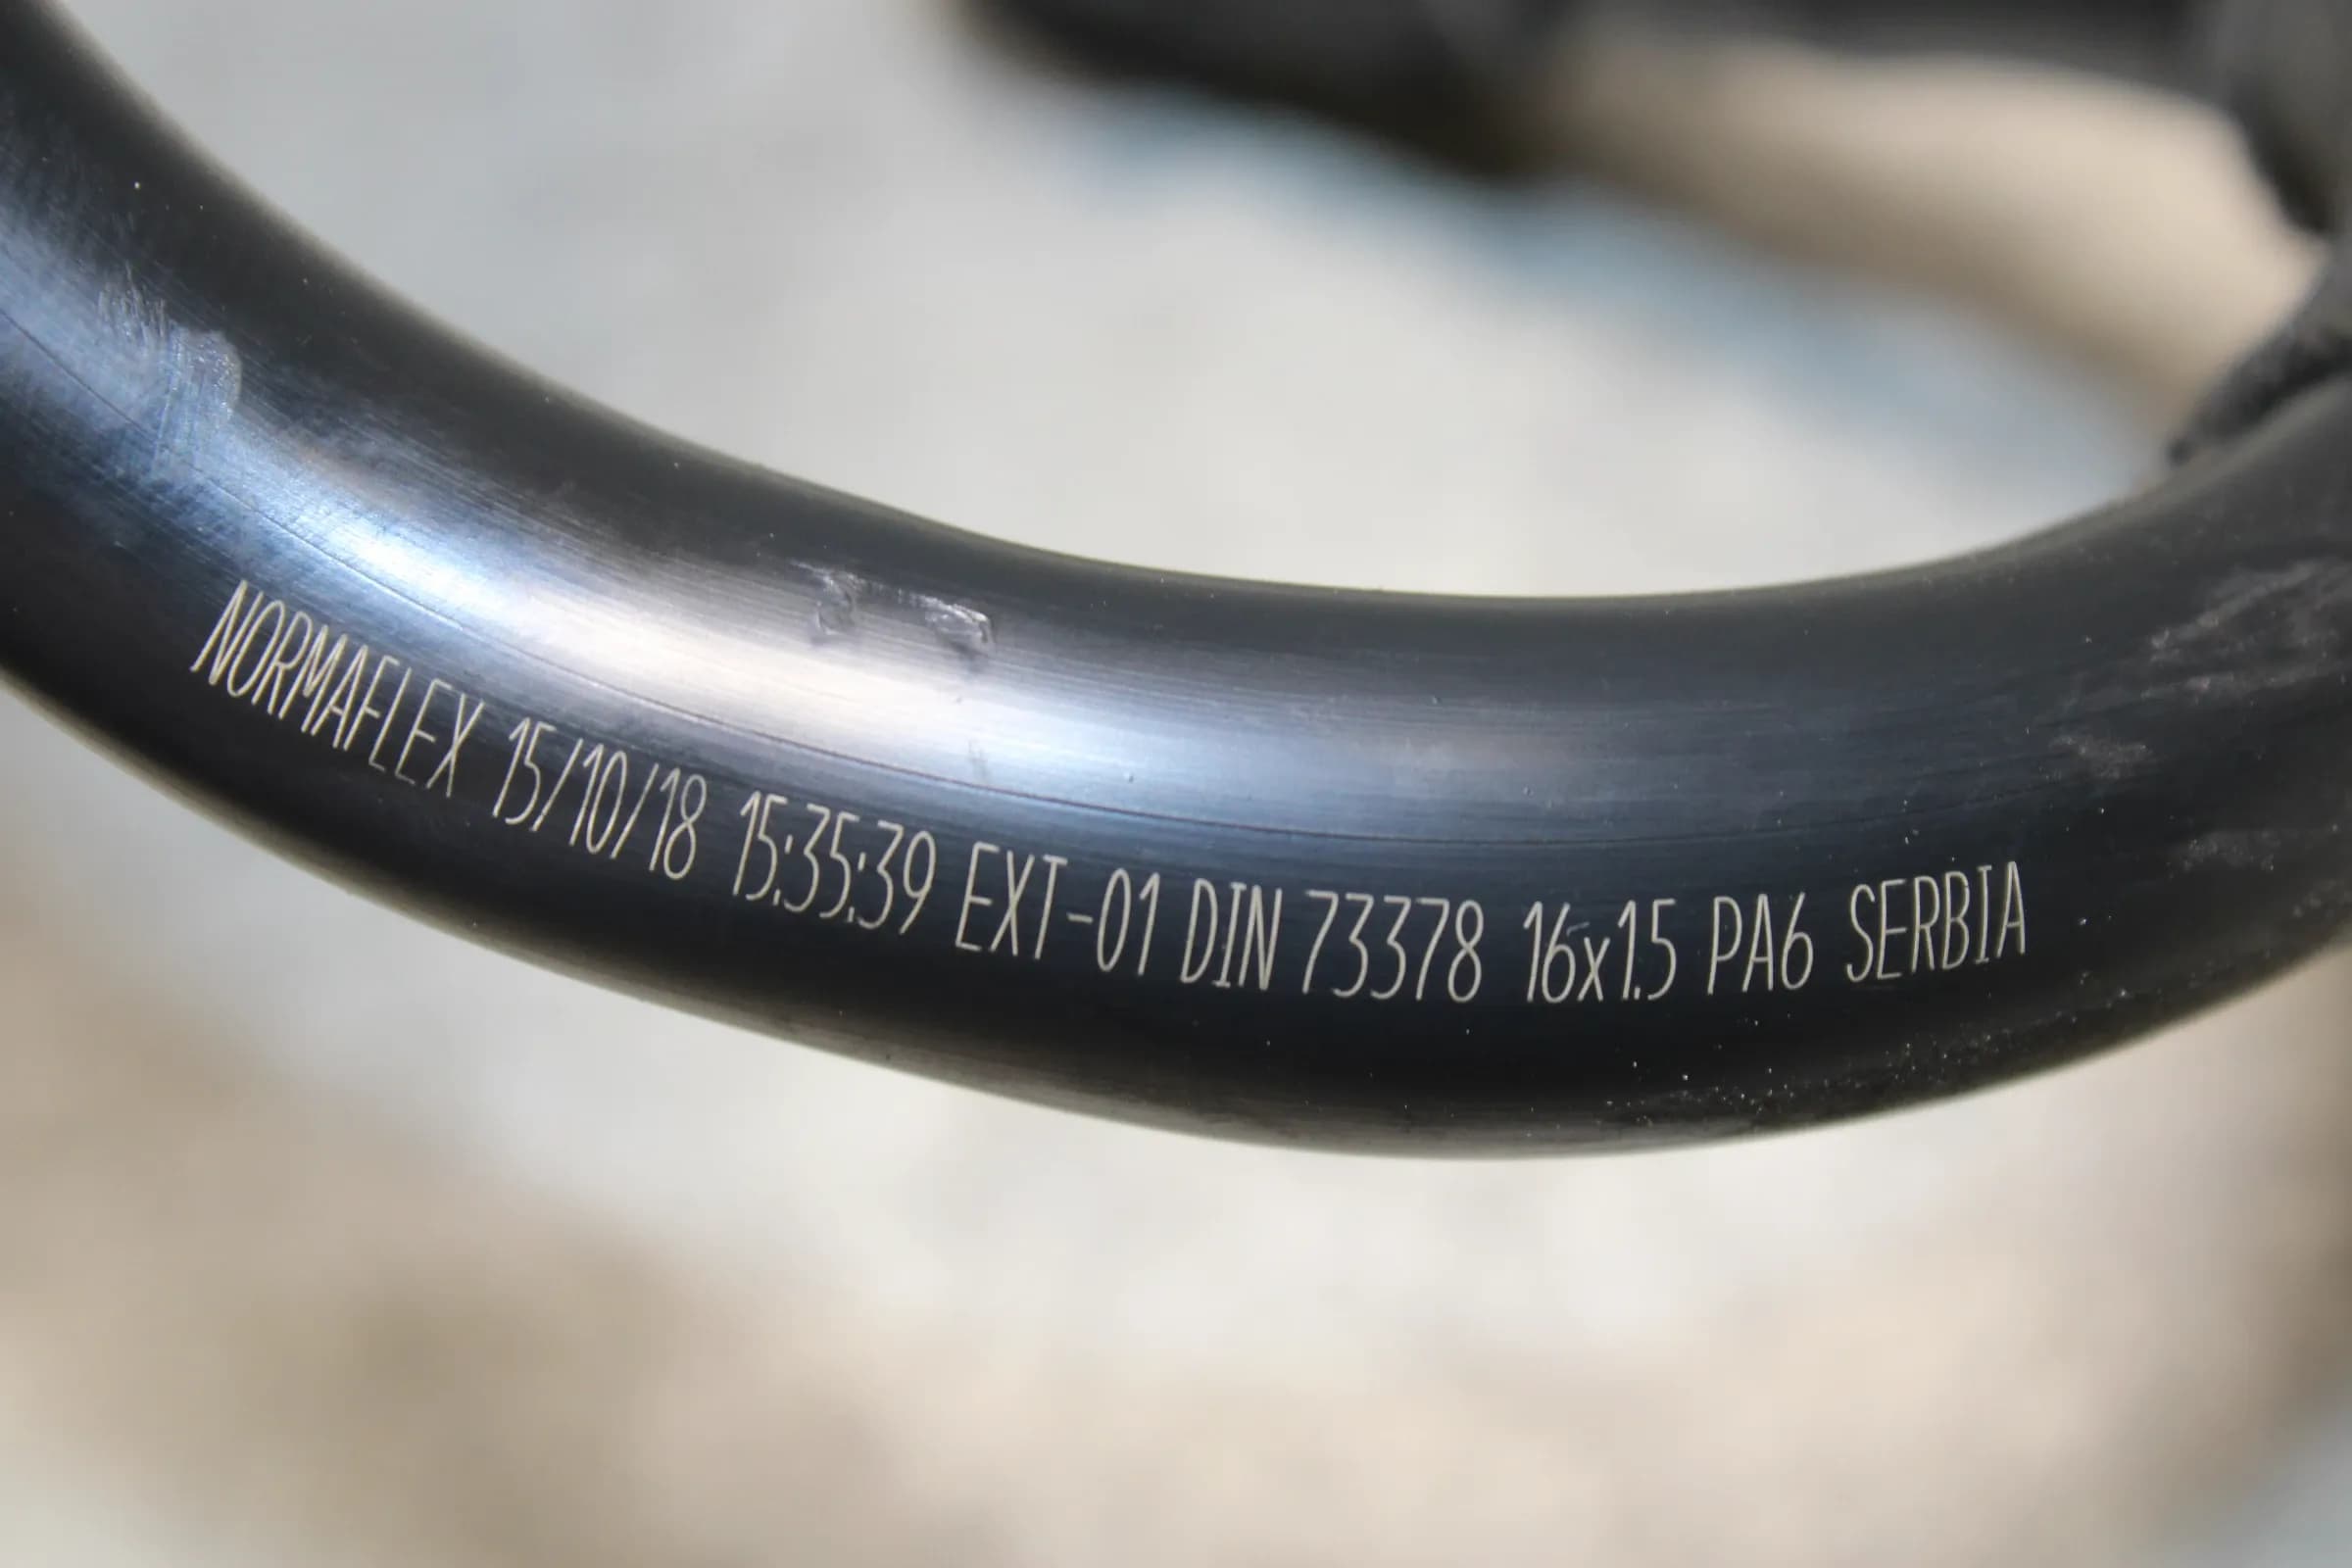 NORMAFLEX 15/10/18 15:35:39 EXT-01 DIN 73378 16x1.5 PA6 SERBIA